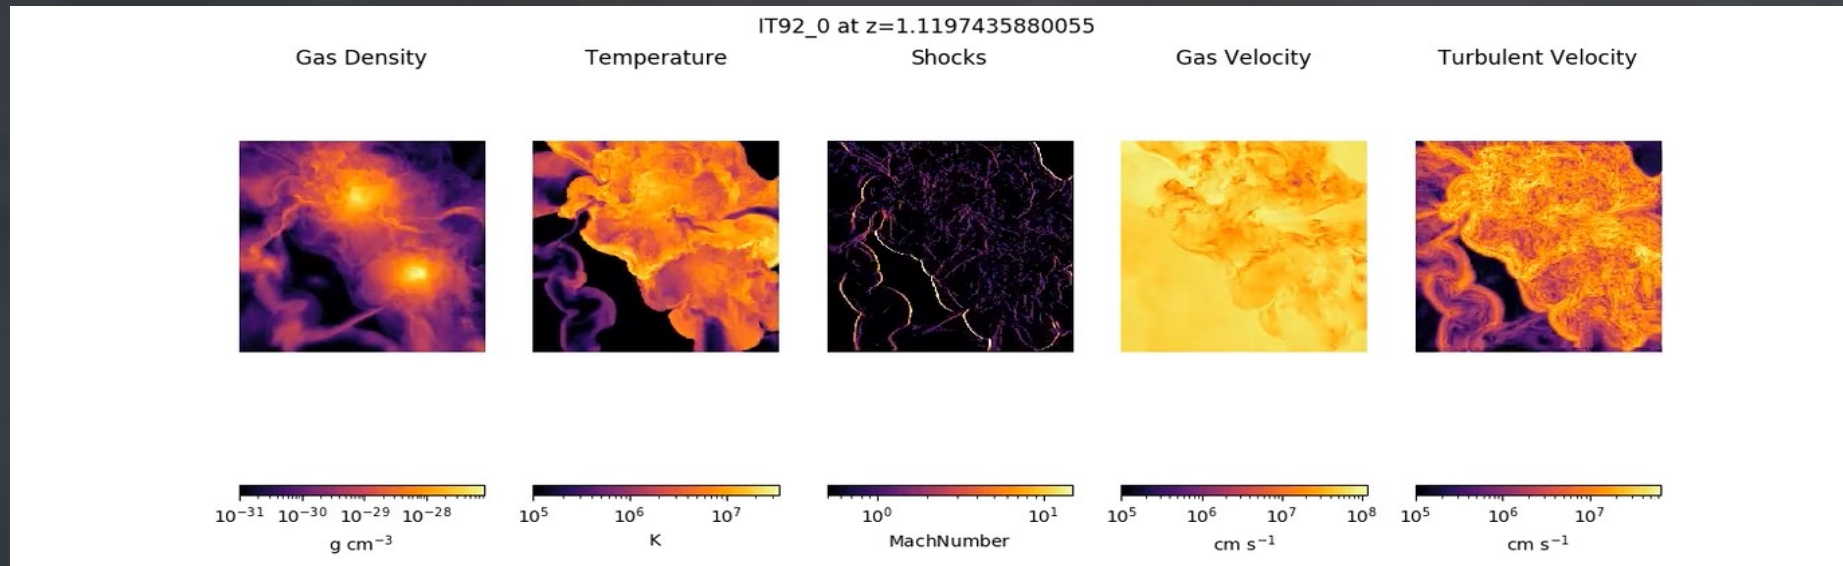 IT92_0 at z=1.1197435880055
Gas Density Temperature Shocks Gas Velocity Turbulent Velocity
10⁻³¹ 10⁻³⁰ 10⁻²⁹ 10⁻²⁸ 10⁵ 10⁶ 10⁷ 10⁰ 10¹ 10⁵ 10⁶ 10⁷ 10⁸ 10⁵ 10⁶ 10⁷
g cm⁻³ K MachNumber cm s⁻¹ cm s⁻¹